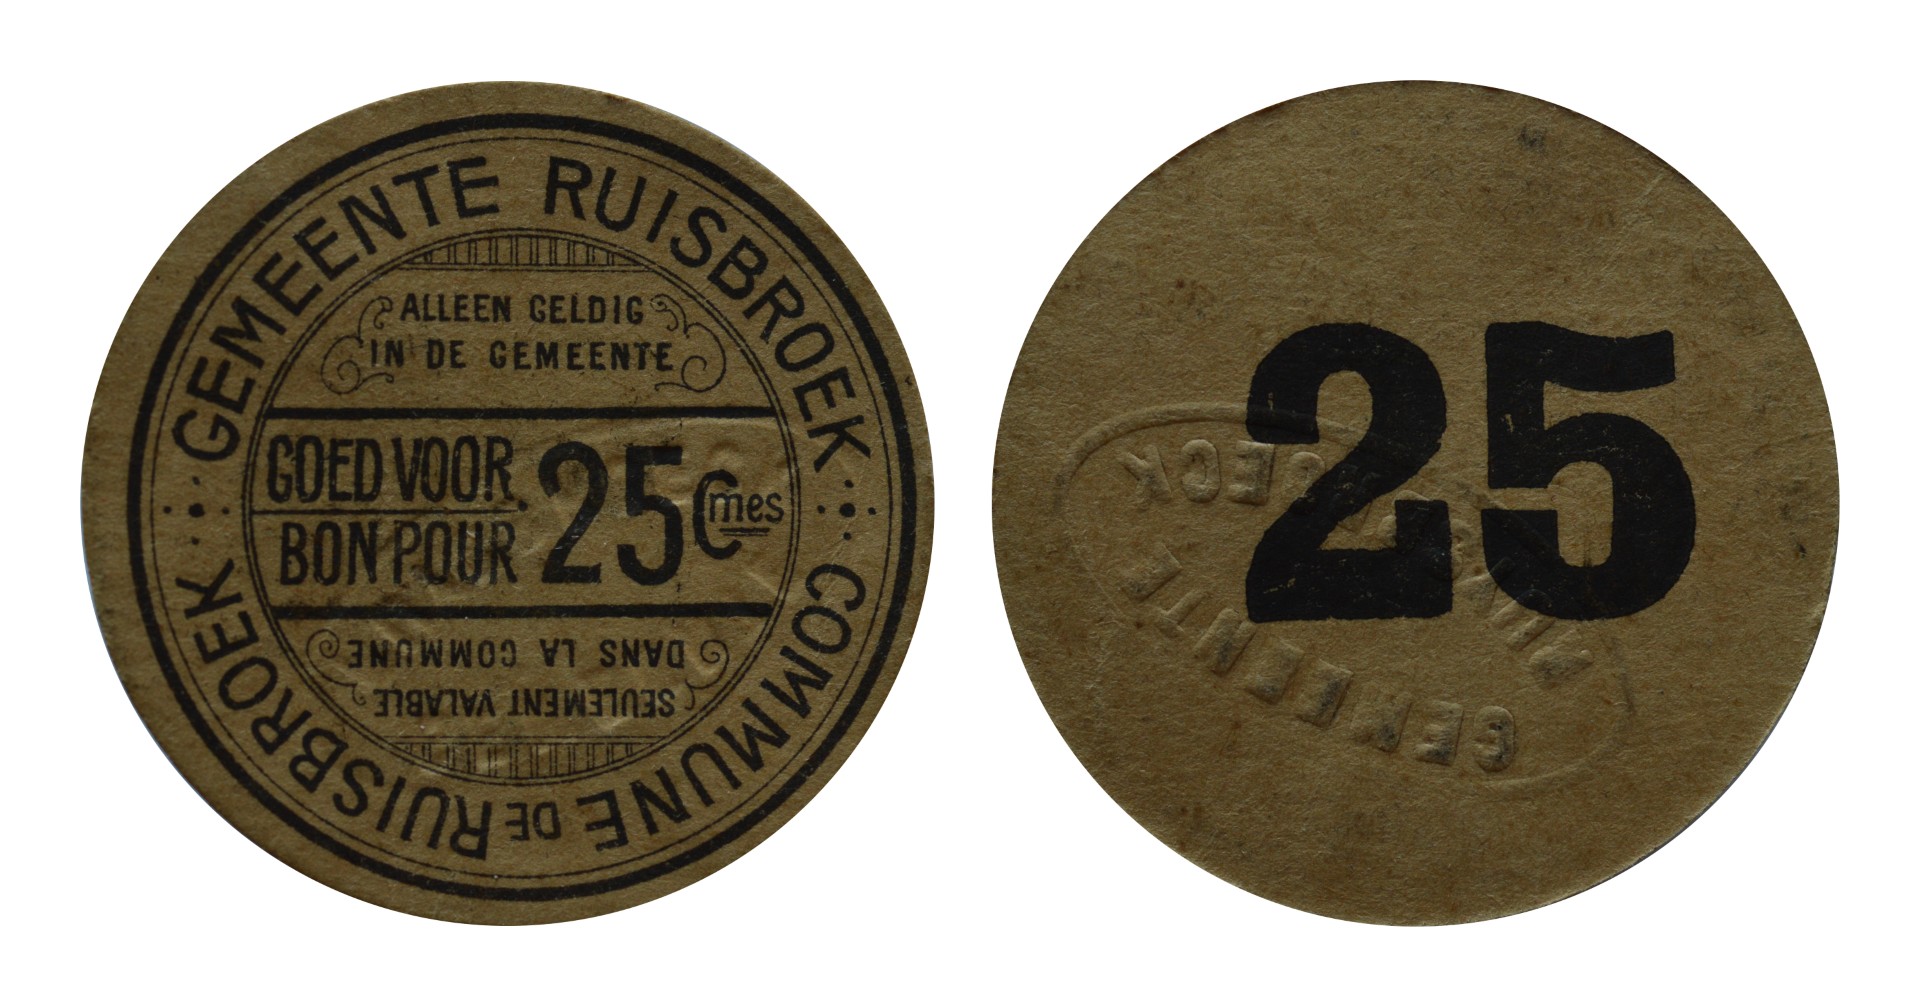 GEMEENTE RUISBROEK
ALLEEN GELDIG
IN DE GEMEENTE
GOED VOOR
BON POUR
25 Cmes
SEULEMENT VALABLE
DANS LA COMMUNE
COMMUNE DE RUISBROEK
25
GEMEENTE